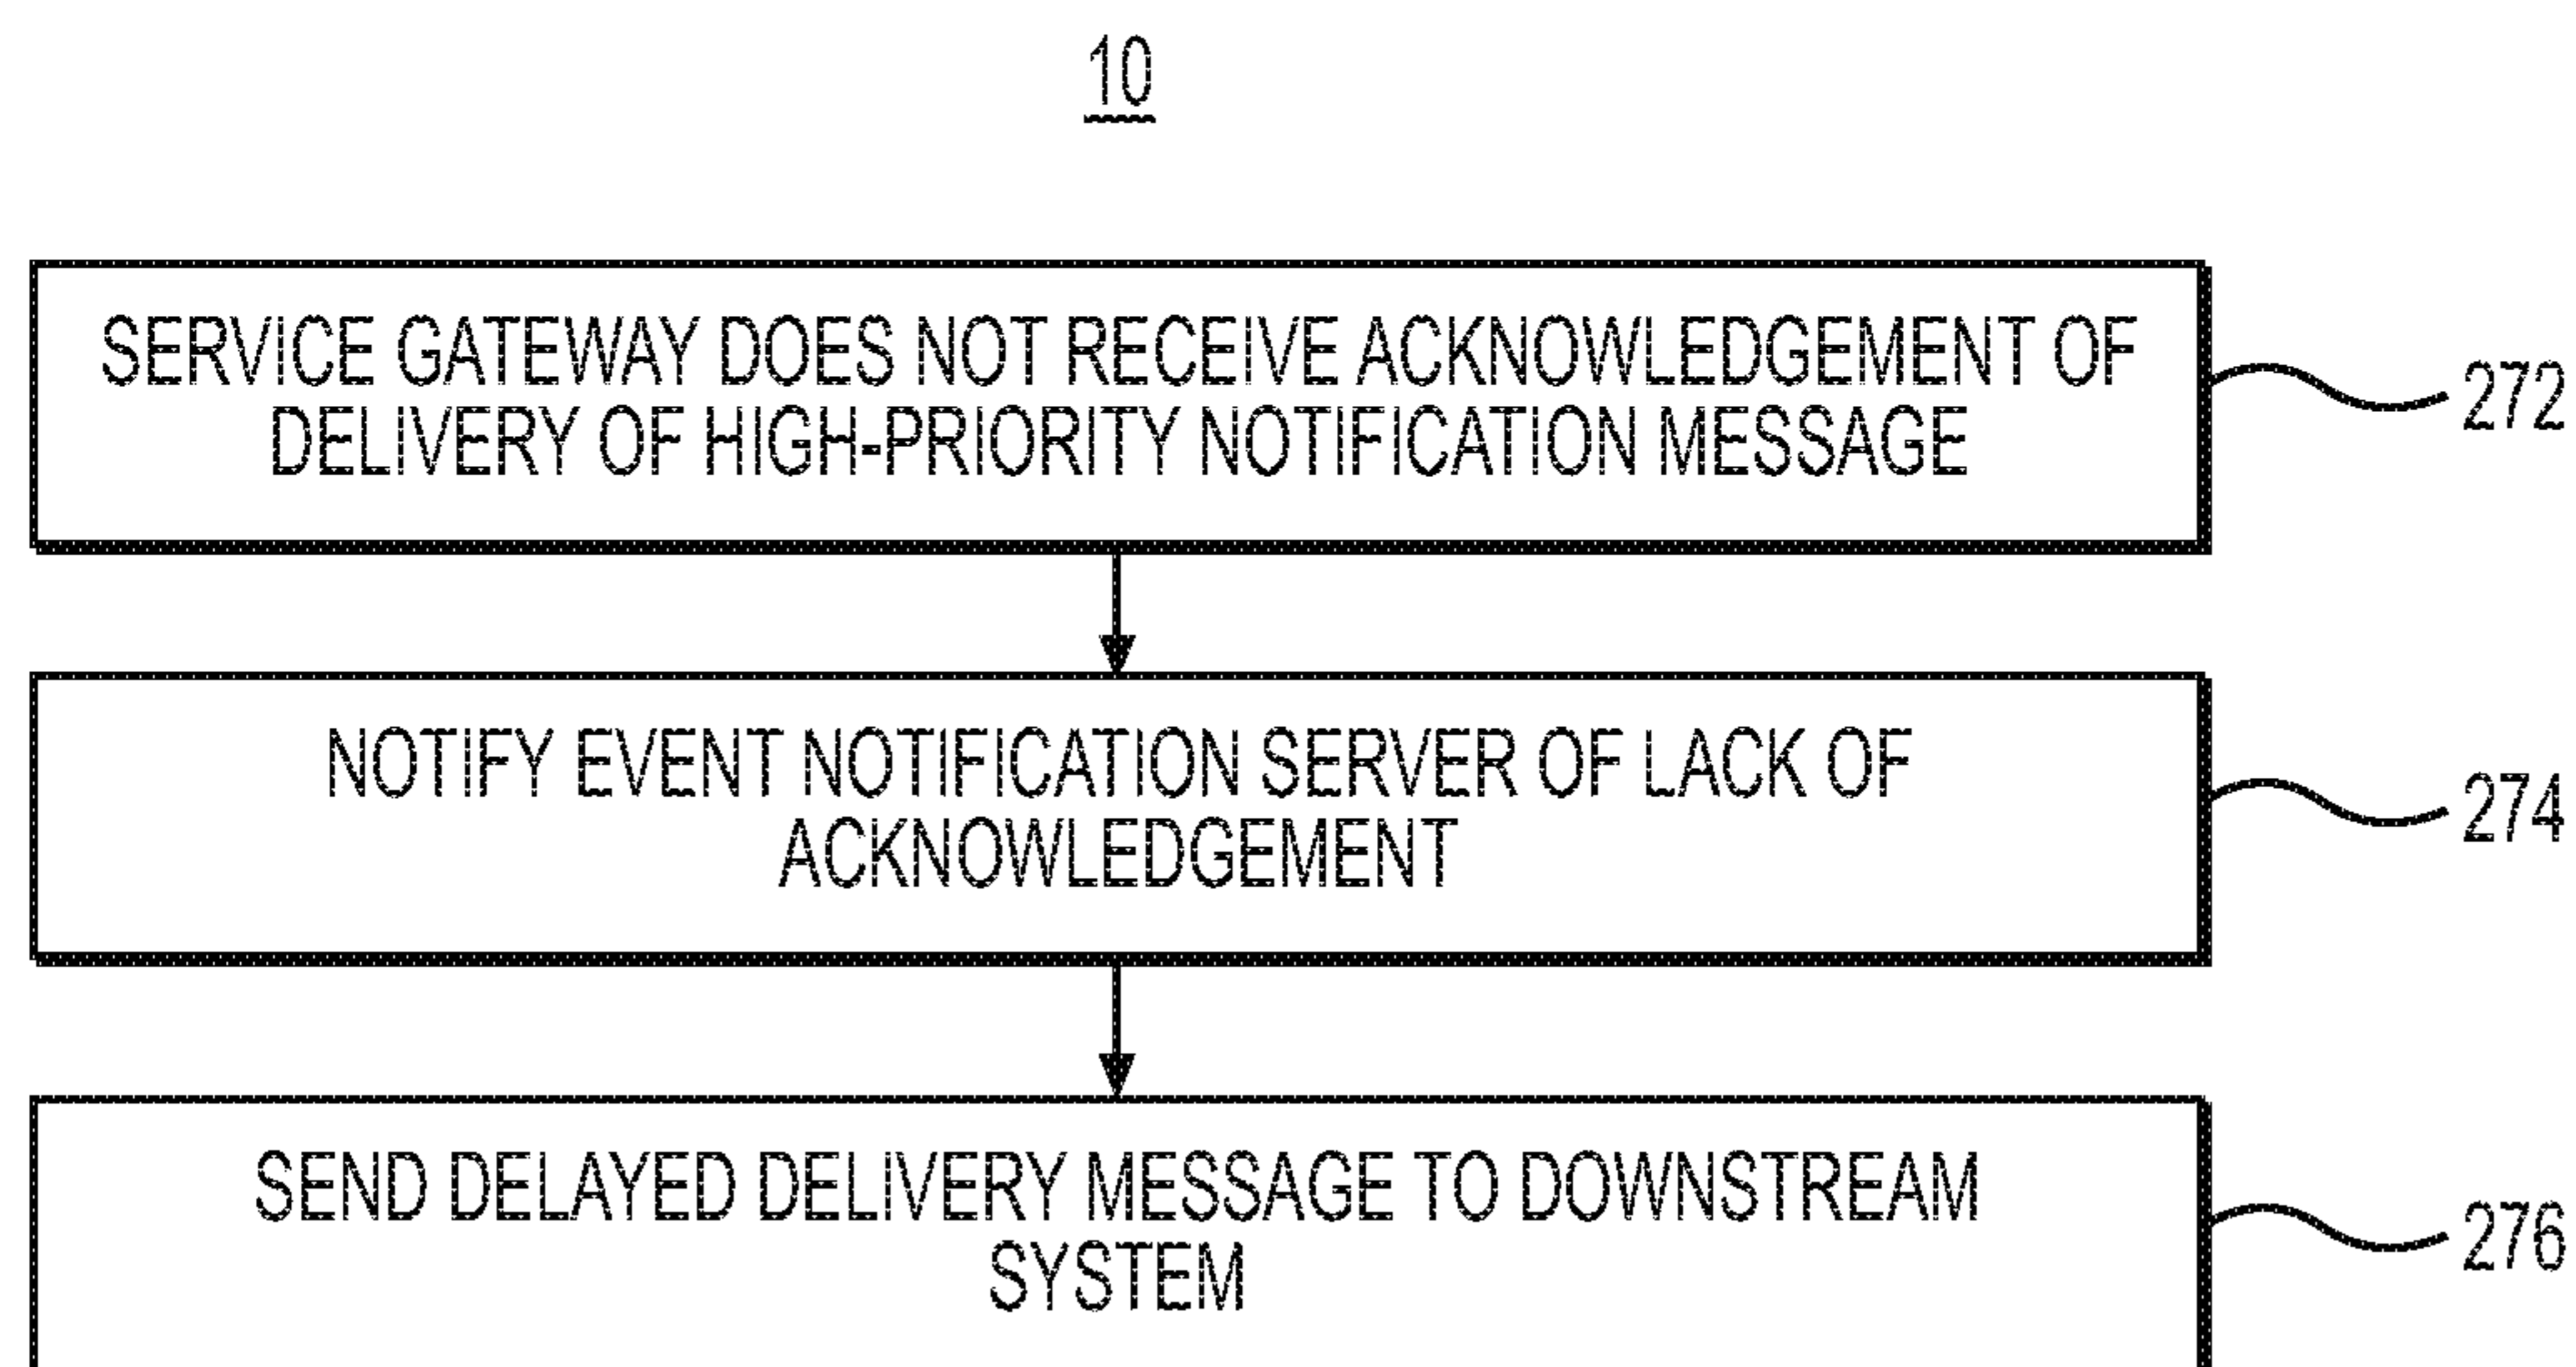 10
SERVICE GATEWAY DOES NOT RECEIVE ACKNOWLEDGEMENT OF
DELIVERY OF HIGH-PRIORITY NOTIFICATION MESSAGE
272
NOTIFY EVENT NOTIFICATION SERVER OF LACK OF
ACKNOWLEDGEMENT
274
SEND DELAYED DELIVERY MESSAGE TO DOWNSTREAM
SYSTEM
276